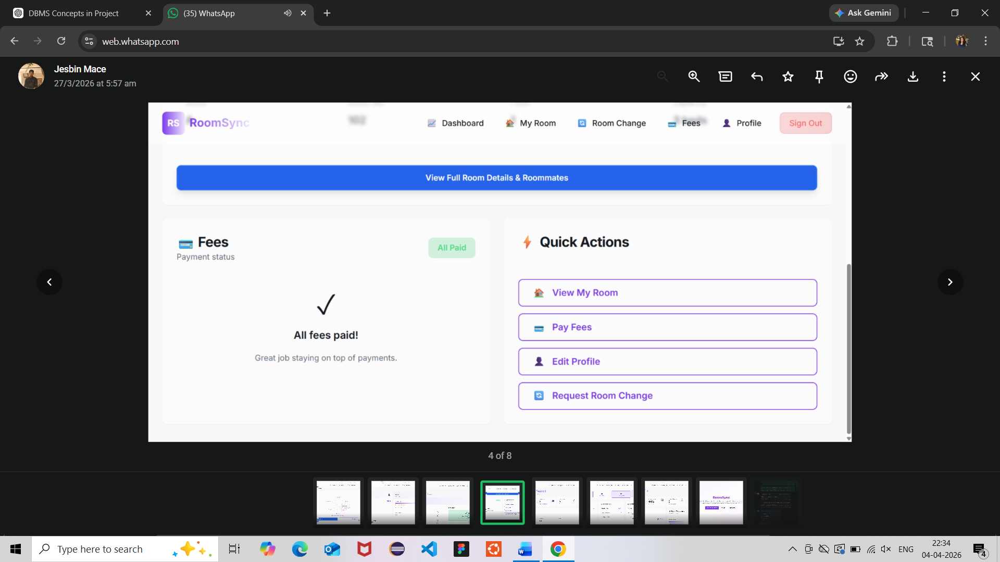 DBMS Concepts in Project
(35) WhatsApp
Ask Gemini
web.whatsapp.com
Jesbin Mace
27/3/2026 at 5:57 am
RS RoomSync
102
Dashboard
My Room
Room Change
Fees
Profile
Sign Out
View Full Room Details & Roommates
Fees
Payment status
All Paid
All fees paid!
Great job staying on top of payments.
Quick Actions
View My Room
Pay Fees
Edit Profile
Request Room Change
4 of 8
RoomSync
Type here to search
ENG
22:34
04-04-2026
4